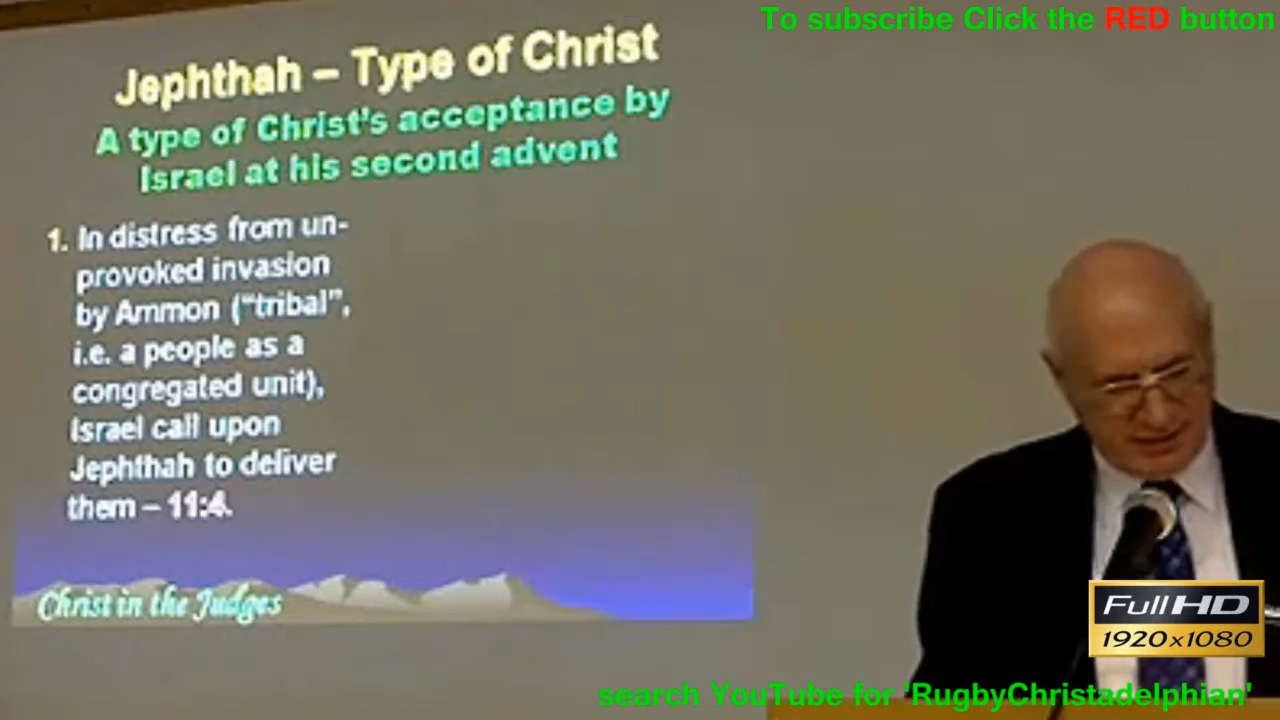 To subscribe Click the RED button
Jephthah – Type of Christ
A type of Christ's acceptance by
Israel at his second advent
1. In distress from un-
provoked invasion
by Ammon ("tribal",
i.e. a people as a
congregated unit),
Israel call upon
Jephthah to deliver
them – 11:4.
Christ in the Judges
Full HD
1920x1080
search YouTube for 'RugbyChristadelphian'